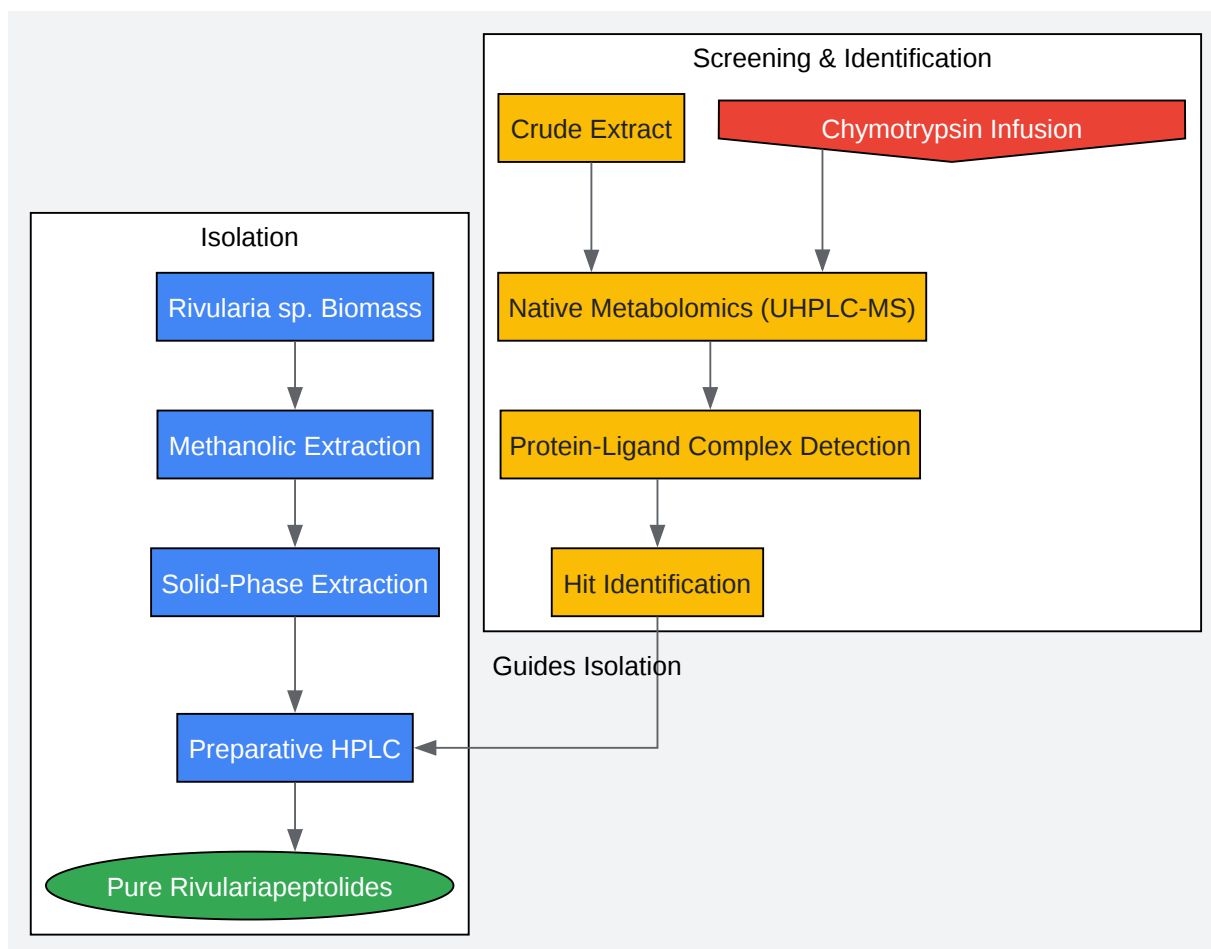 Screening & Identification
Crude Extract
Chymotrypsin Infusion
Native Metabolomics (UHPLC-MS)
Protein-Ligand Complex Detection
Hit Identification
Guides Isolation
Isolation
Rivularia sp. Biomass
Methanolic Extraction
Solid-Phase Extraction
Preparative HPLC
Pure Rivulariapeptolides